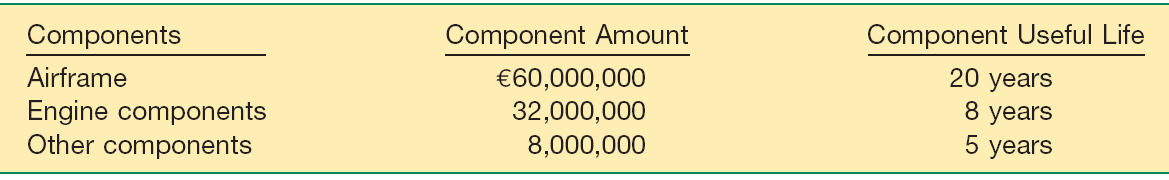 Components Component Amount Component Useful Life
Airframe €60,000,000 20 years
Engine components 32,000,000 8 years
Other components 8,000,000 5 years